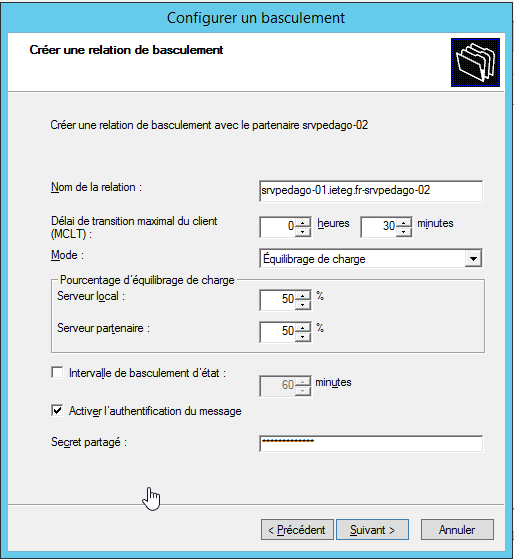 Configurer un basculement
Créer une relation de basculement
Créer une relation de basculement avec le partenaire srvpedago-02
Nom de la relation :
srvpedago-01.ieteg.fr-srvpedago-02
Délai de transition maximal du client
(MCLT) :
0 heures 30 minutes
Mode :
Équilibrage de charge
Pourcentage d'équilibrage de charge
Serveur local :
50 %
Serveur partenaire :
50 %
Intervalle de basculement d'état :
60 minutes
Activer l'authentification du message
Secret partagé :
*************
< Précédent Suivant > Annuler